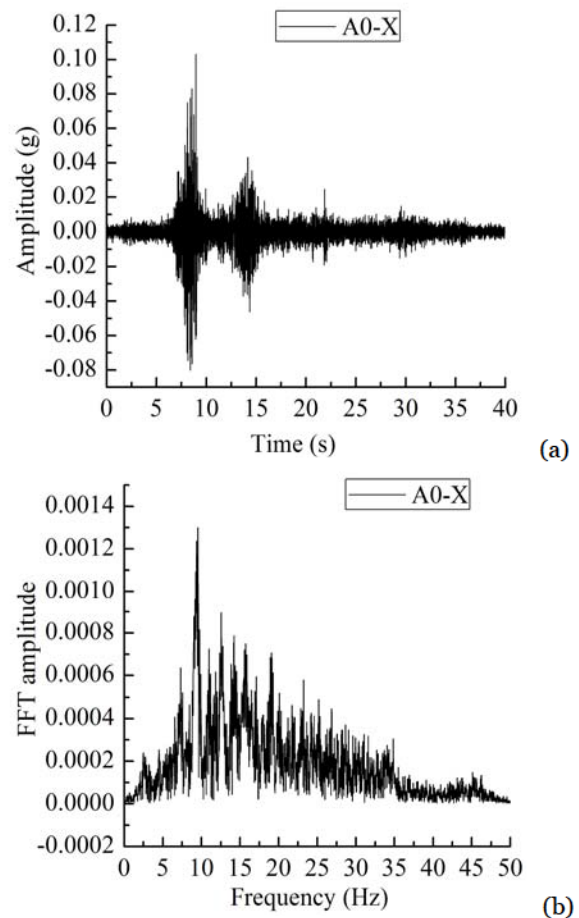 A0-X
0.12
0.10
0.08
0.06
0.04
0.02
0.00
-0.02
-0.04
-0.06
-0.08
Amplitude (g)
0 5 10 15 20 25 30 35 40
Time (s)
(a)
A0-X
0.0014
0.0012
0.0010
0.0008
0.0006
0.0004
0.0002
0.0000
-0.0002
FFT amplitude
0 5 10 15 20 25 30 35 40 45 50
Frequency (Hz)
(b)